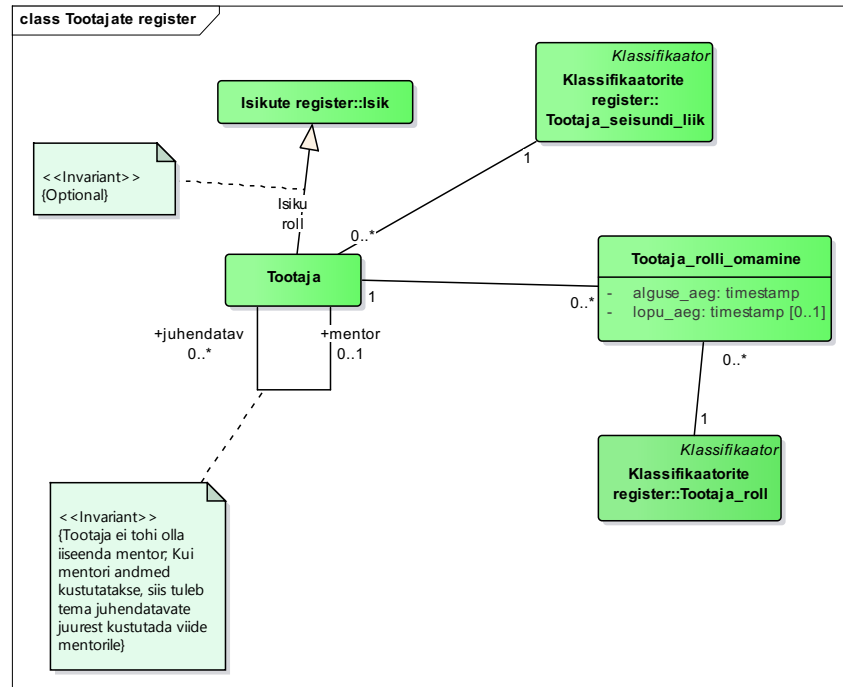 class Tootajate register
Klassifikaator
Klassifikaatorite
register::
Tootaja_seisundi_liik
Isikute register::Isik
<<Invariant>>
{Optional}
1
Isiku
roll
0..*
Tootaja
1
Tootaja_rolli_omamine
- alguse_aeg: timestamp
- lopu_aeg: timestamp [0..1]
0..*
+juhendatav
0..*
+mentor
0..1
0..*
1
Klassifikaator
Klassifikaatorite
register::Tootaja_roll
<<Invariant>>
{Tootaja ei tohi olla
iiseenda mentor; Kui
mentori andmed
kustutatakse, siis tuleb
tema juhendatavate
juurest kustutada viide
mentorile}